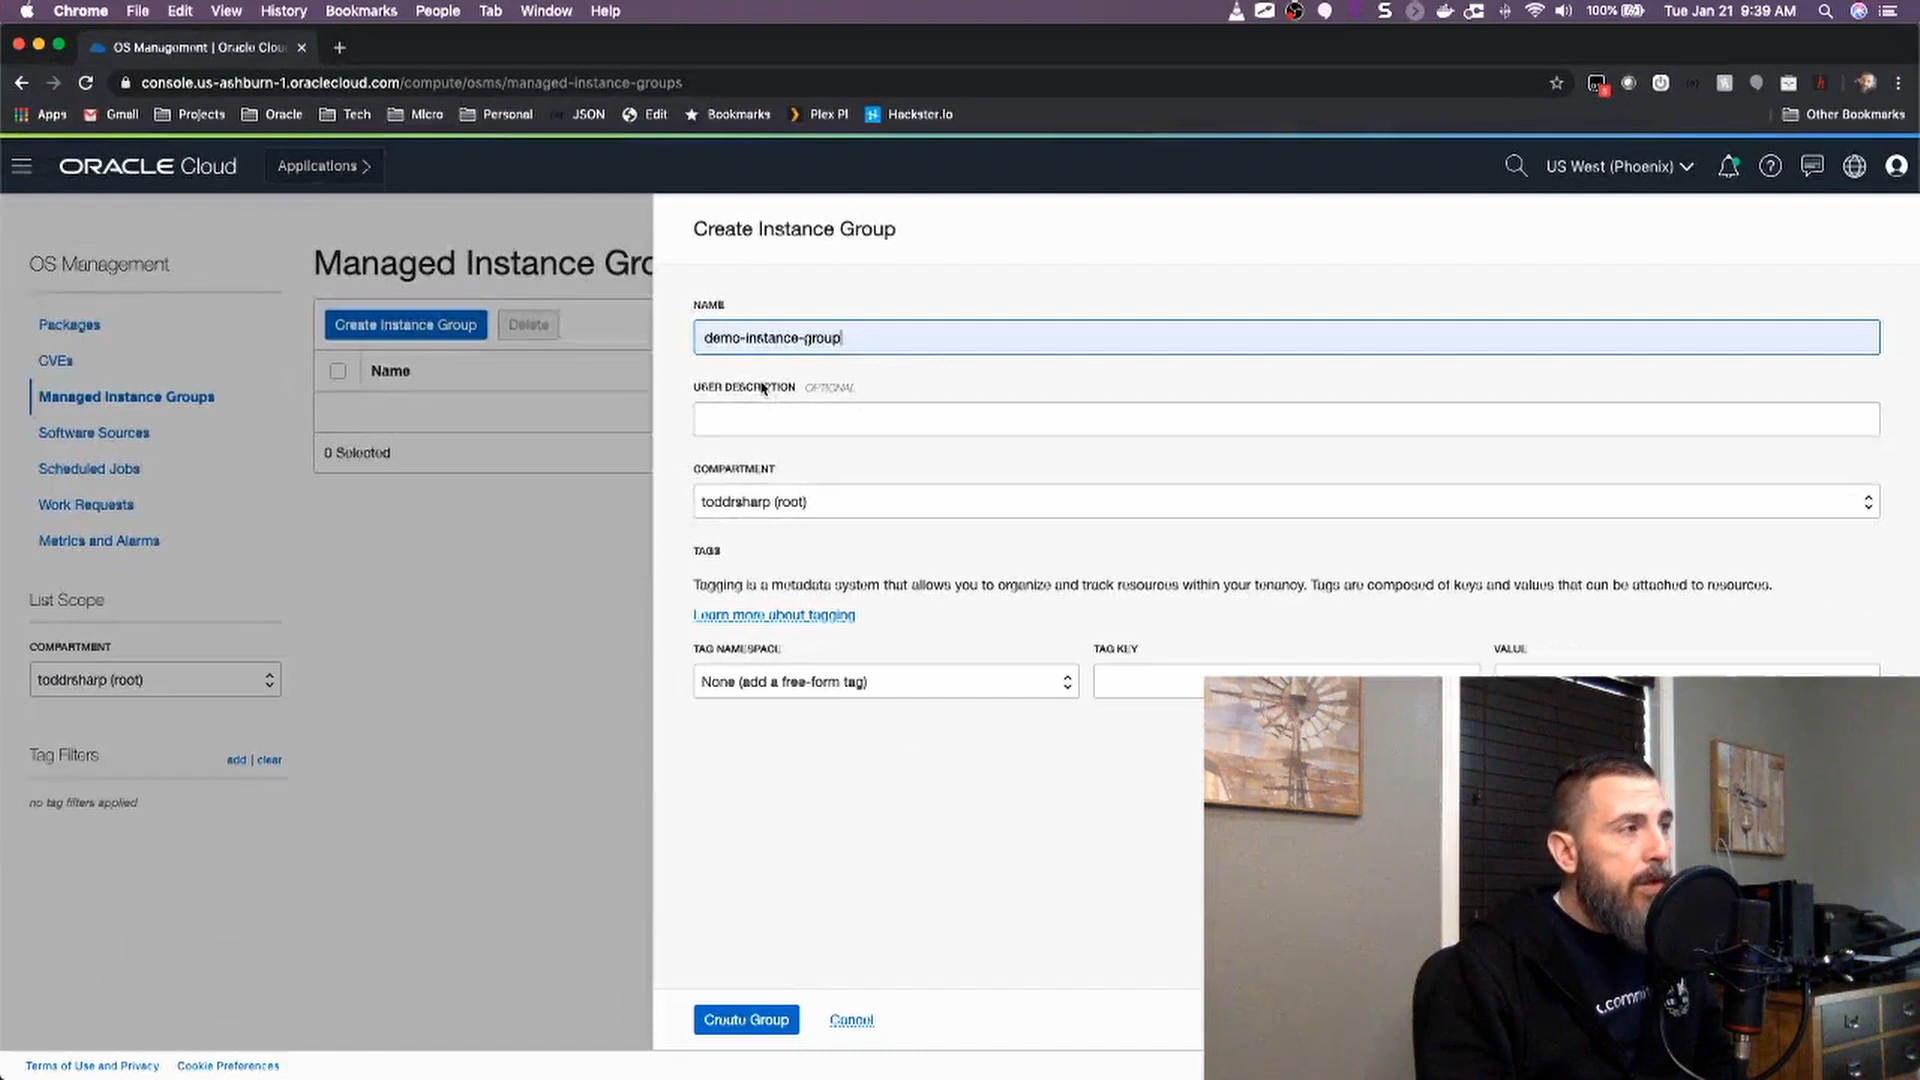 Chrome File Edit View History Bookmarks People Tab Window Help
100% Tue Jan 21 9:39 AM
OS Management | Oracle Clou
console.us-ashburn-1.oraclecloud.com/compute/osms/managed-instance-groups
Apps Gmail Projects Oracle Tech Micro Personal JSON Edit Bookmarks Plex Pi Hackster.io Other Bookmarks
ORACLE Cloud Applications US West (Phoenix)
OS Management
Packages
CVEs
Managed Instance Groups
Software Sources
Scheduled Jobs
Work Requests
Metrics and Alarms
List Scope
COMPARTMENT
toddrsharp (root)
Tag Filters add | clear
no tag filters applied
Managed Instance Gro
Create Instance Group Delete
Name
0 Selected
Create Instance Group
NAME
demo-instance-group
USER DESCRIPTION OPTIONAL
COMPARTMENT
toddrsharp (root)
TAGS
Tagging is a metadata system that allows you to organize and track resources within your tenancy. Tags are composed of keys and values that can be attached to resources.
Learn more about tagging
TAG NAMESPACE TAG KEY VALUE
None (add a free-form tag)
Create Group Cancel
Terms of Use and Privacy Cookie Preferences